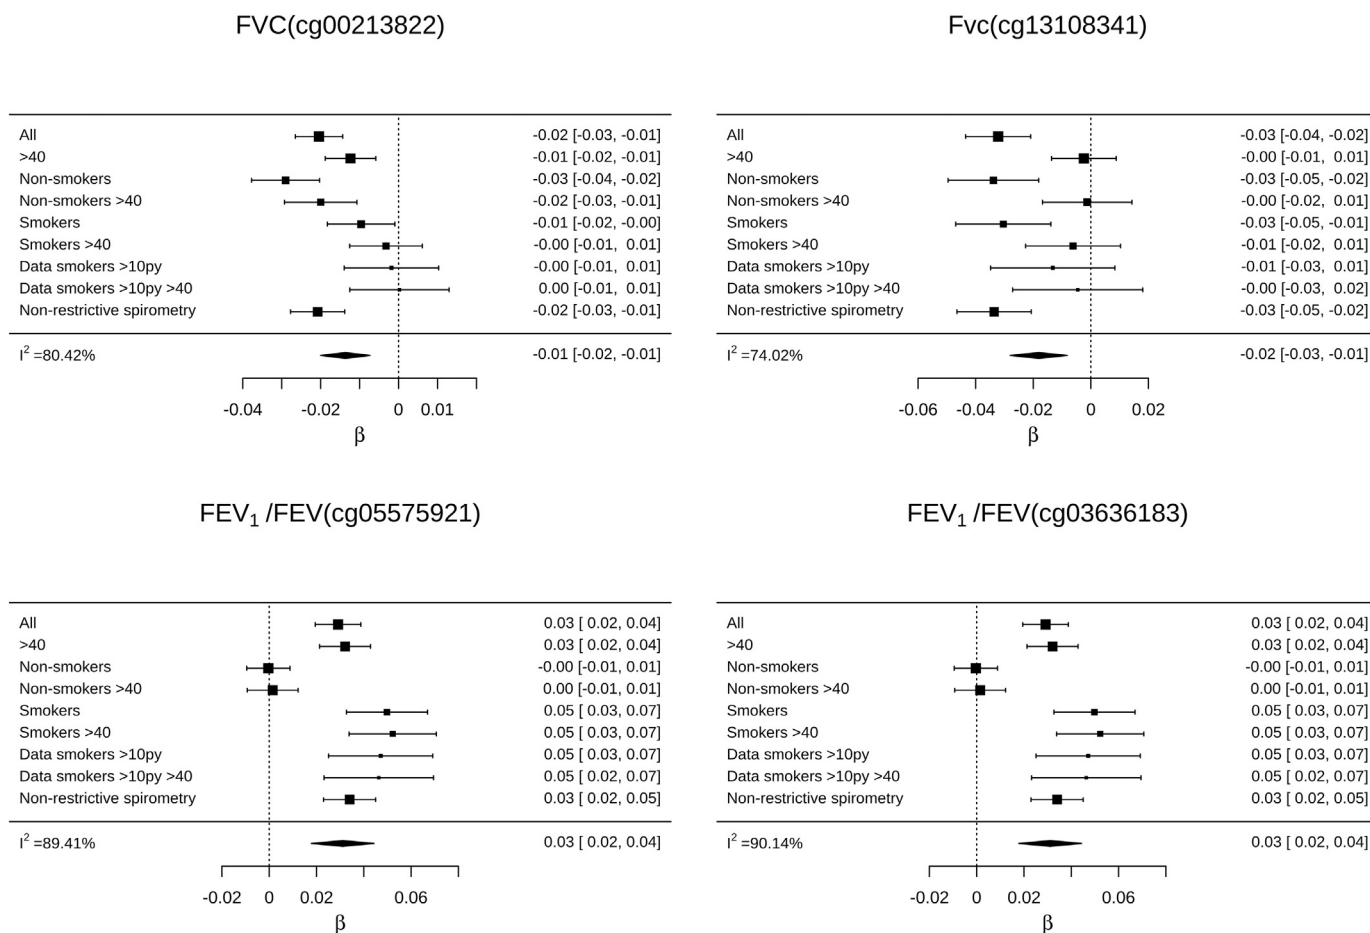 FVC(cg00213822)
All -0.02 [-0.03, -0.01]
>40 -0.01 [-0.02, -0.01]
Non-smokers -0.03 [-0.04, -0.02]
Non-smokers >40 -0.02 [-0.03, -0.01]
Smokers -0.01 [-0.02, -0.00]
Smokers >40 -0.00 [-0.01, 0.01]
Data smokers >10py -0.00 [-0.01, 0.01]
Data smokers >10py >40 0.00 [-0.01, 0.01]
Non-restrictive spirometry -0.02 [-0.03, -0.01]
I² =80.42% -0.01 [-0.02, -0.01]
-0.04 -0.02 0 0.01
β
Fvc(cg13108341)
All -0.03 [-0.04, -0.02]
>40 -0.00 [-0.01, 0.01]
Non-smokers -0.03 [-0.05, -0.02]
Non-smokers >40 -0.00 [-0.02, 0.01]
Smokers -0.03 [-0.05, -0.01]
Smokers >40 -0.01 [-0.02, 0.01]
Data smokers >10py -0.01 [-0.03, 0.01]
Data smokers >10py >40 -0.00 [-0.03, 0.02]
Non-restrictive spirometry -0.03 [-0.05, -0.02]
I² =74.02% -0.02 [-0.03, -0.01]
-0.06 -0.04 -0.02 0 0.02
β
FEV₁ /FEV(cg05575921)
All 0.03 [ 0.02, 0.04]
>40 0.03 [ 0.02, 0.04]
Non-smokers -0.00 [-0.01, 0.01]
Non-smokers >40 0.00 [-0.01, 0.01]
Smokers 0.05 [ 0.03, 0.07]
Smokers >40 0.05 [ 0.03, 0.07]
Data smokers >10py 0.05 [ 0.03, 0.07]
Data smokers >10py >40 0.05 [ 0.02, 0.07]
Non-restrictive spirometry 0.03 [ 0.02, 0.05]
I² =89.41% 0.03 [ 0.02, 0.04]
-0.02 0 0.02 0.06
β
FEV₁ /FEV(cg03636183)
All 0.03 [ 0.02, 0.04]
>40 0.03 [ 0.02, 0.04]
Non-smokers -0.00 [-0.01, 0.01]
Non-smokers >40 0.00 [-0.01, 0.01]
Smokers 0.05 [ 0.03, 0.07]
Smokers >40 0.05 [ 0.03, 0.07]
Data smokers >10py 0.05 [ 0.03, 0.07]
Data smokers >10py >40 0.05 [ 0.02, 0.07]
Non-restrictive spirometry 0.03 [ 0.02, 0.05]
I² =90.14% 0.03 [ 0.02, 0.04]
-0.02 0 0.02 0.06
β